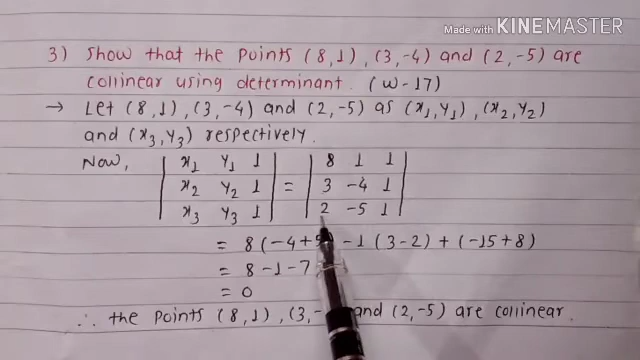 Made with KINEMASTER
3) Show that the points (8,1), (3,-4) and (2,-5) are
collinear using determinant. (W-17)
→ Let (8,1), (3,-4) and (2,-5) as (x₁,y₁), (x₂,y₂)
and (x₃,y₃) respectively.
Now, | x₁ y₁ 1 | | 8 1 1 |
| x₂ y₂ 1 | = | 3 -4 1 |
| x₃ y₃ 1 | | 2 -5 1 |
= 8(-4+5) -1 (3-2) + (-15+8)
= 8-1-7
= 0
∴ the points (8,1), (3,- and (2,-5) are collinear.